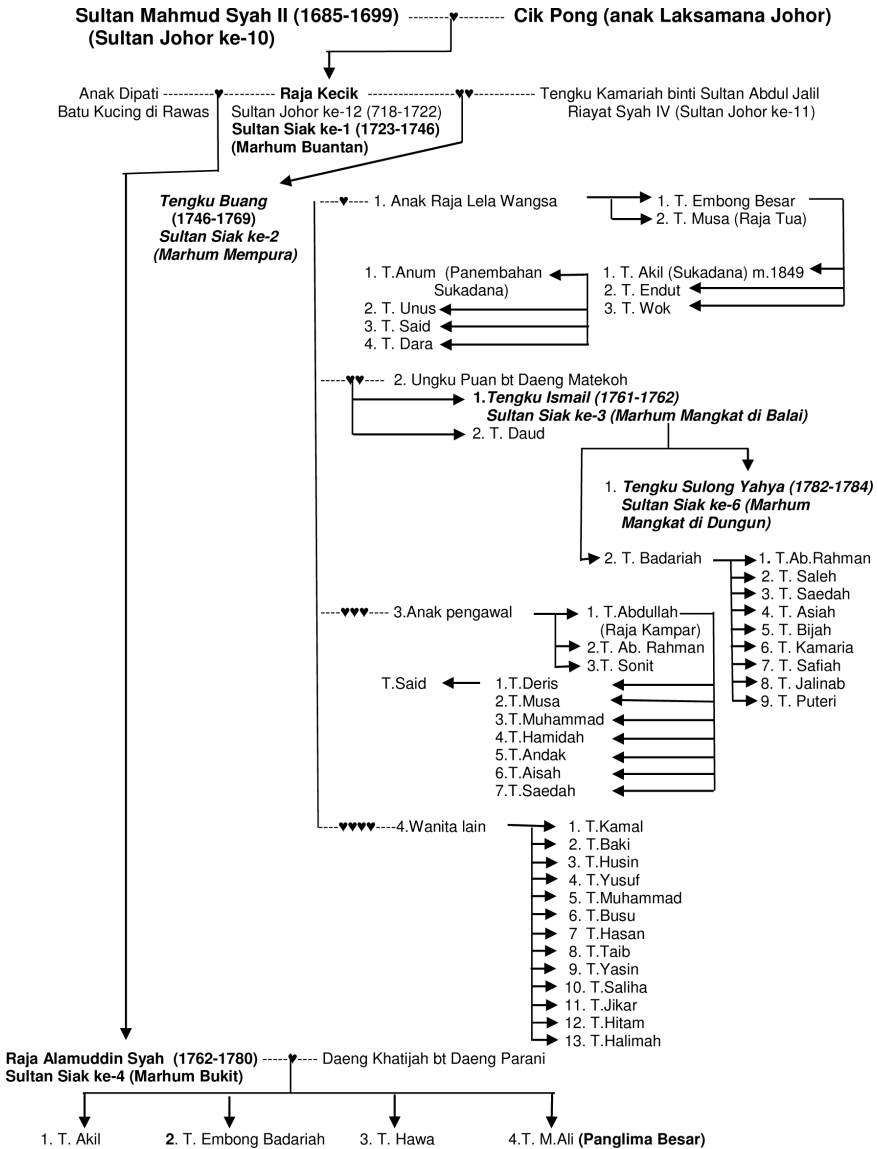 Sultan Mahmud Syah II (1685-1699) ♥ Cik Pong (anak Laksamana Johor)
(Sultan Johor ke-10)
Anak Dipati ♥ Raja Kecik ♥♥ Tengku Kamariah binti Sultan Abdul Jalil
Batu Kucing di Rawas Sultan Johor ke-12 (718-1722) Riayat Syah IV (Sultan Johor ke-11)
Sultan Siak ke-1 (1723-1746)
(Marhum Buantan)
Tengku Buang
(1746-1769)
Sultan Siak ke-2
(Marhum Mempura)
♥ 1. Anak Raja Lela Wangsa
1. T. Embong Besar
2. T. Musa (Raja Tua)
1. T. Akil (Sukadana) m.1849
2. T. Endut
3. T. Wok
1. T.Anum (Panembahan
Sukadana)
2. T. Unus
3. T. Said
4. T. Dara
♥♥ 2. Ungku Puan bt Daeng Matekoh
1.Tengku Ismail (1761-1762)
Sultan Siak ke-3 (Marhum Mangkat di Balai)
2. T. Daud
1. Tengku Sulong Yahya (1782-1784)
Sultan Siak ke-6 (Marhum
Mangkat di Dungun)
2. T. Badariah
1. T.Ab.Rahman
2. T. Saleh
3. T. Saedah
4. T. Asiah
5. T. Bijah
6. T. Kamaria
7. T. Safiah
8. T. Jalinab
9. T. Puteri
♥♥♥ 3.Anak pengawal
1. T.Abdullah
(Raja Kampar)
2.T. Ab. Rahman
3.T. Sonit
T.Said
1.T.Deris
2.T.Musa
3.T.Muhammad
4.T.Hamidah
5.T.Andak
6.T.Aisah
7.T.Saedah
♥♥♥♥ 4.Wanita lain
1. T.Kamal
2. T.Baki
3. T.Husin
4. T.Yusuf
5. T.Muhammad
6. T.Busu
7 T.Hasan
8. T.Taib
9. T.Yasin
10. T.Saliha
11. T.Jikar
12. T.Hitam
13. T.Halimah
Raja Alamuddin Syah (1762-1780) ♥ Daeng Khatijah bt Daeng Parani
Sultan Siak ke-4 (Marhum Bukit)
1. T. Akil 2. T. Embong Badariah 3. T. Hawa 4.T. M.Ali (Panglima Besar)